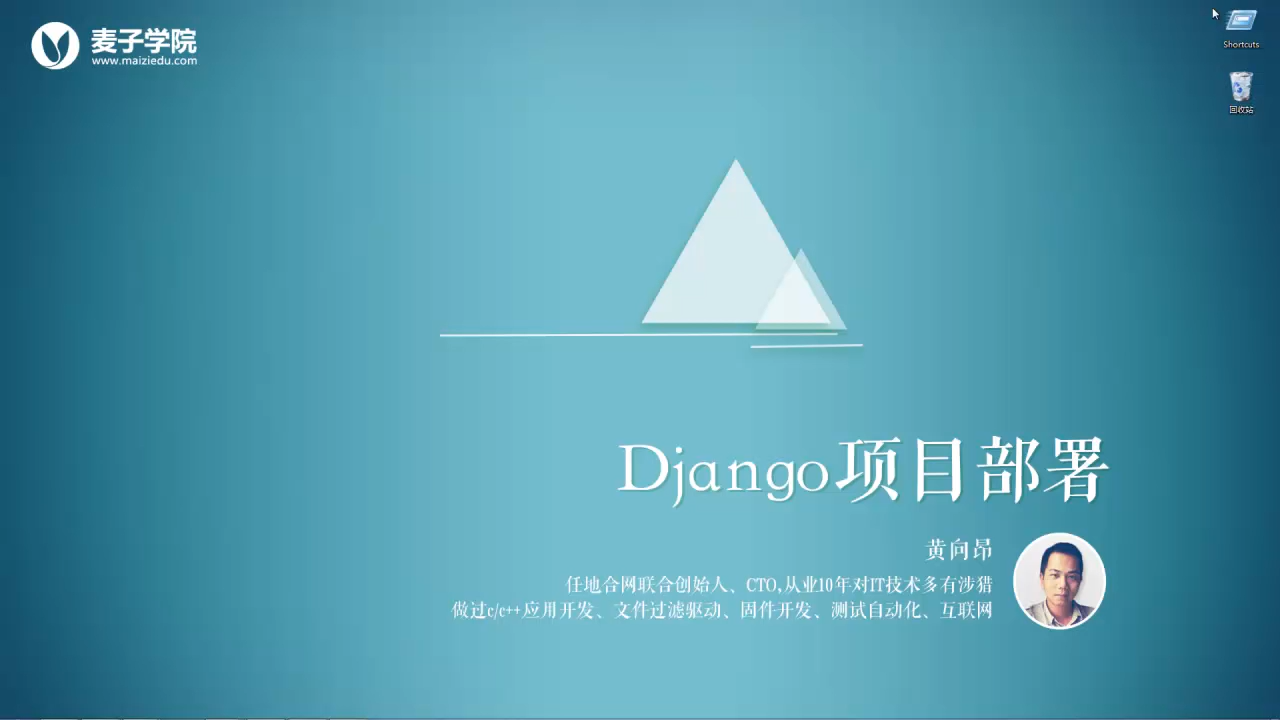 麦子学院
www.maiziedu.com
Shortcuts
回收站
Django项目部署
黄向昂
任地合网联合创始人、CTO,从业10年对IT技术多有涉猎
做过c/c++应用开发、文件过滤驱动、固件开发、测试自动化、互联网